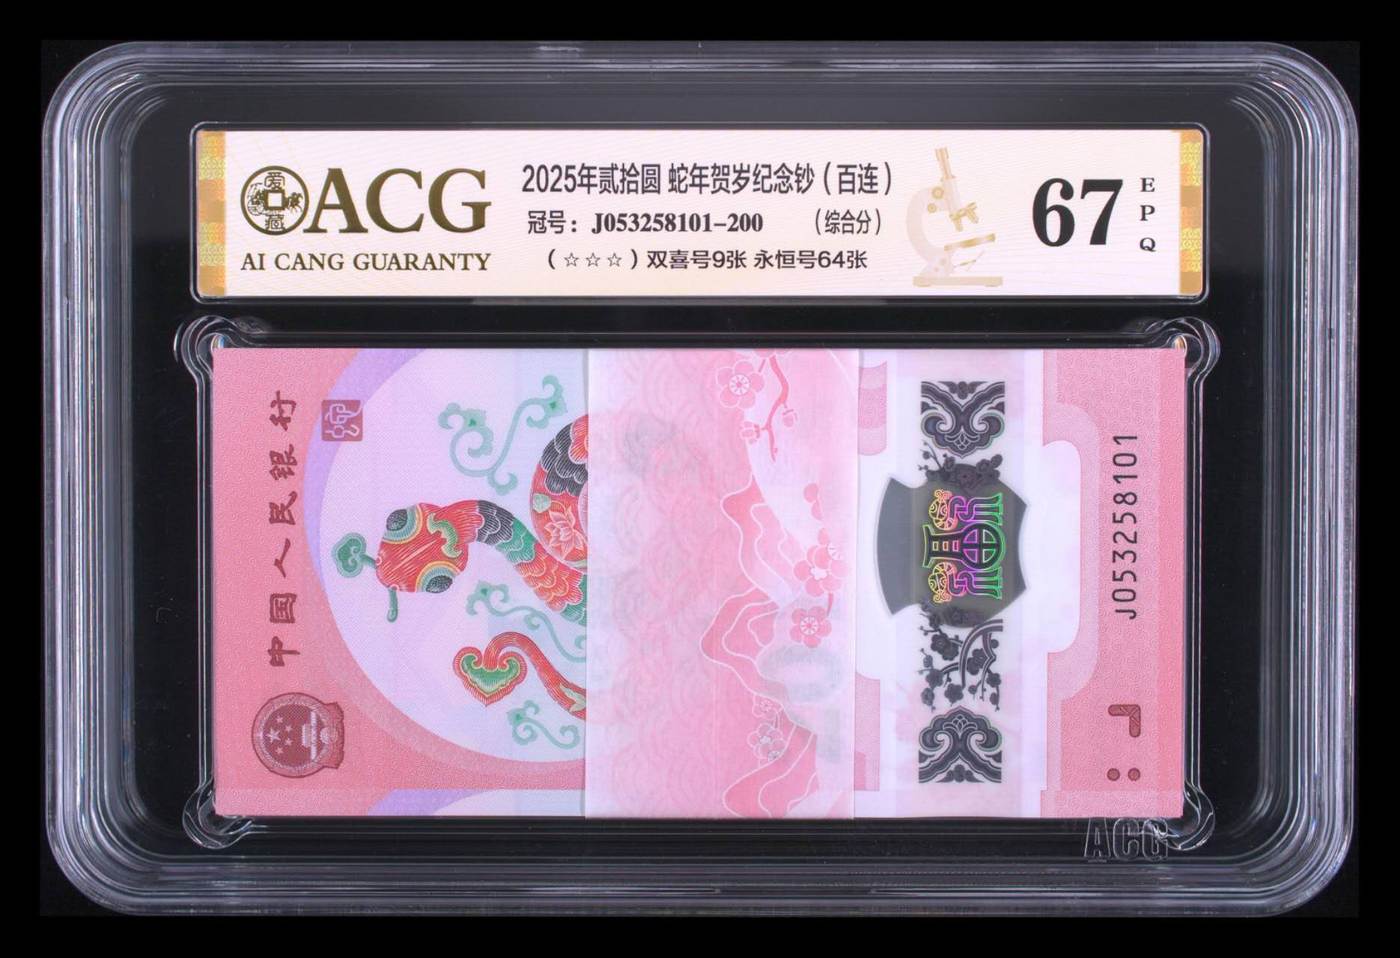 ACG
AI CANG GUARANTY
2025年贰拾圆 蛇年贺岁纪念钞（百连）
冠号：J053258101-200 （综合分）
（☆☆☆）双喜号9张 永恒号64张
67
EPQ
中国人民银行
J053258101
ACG